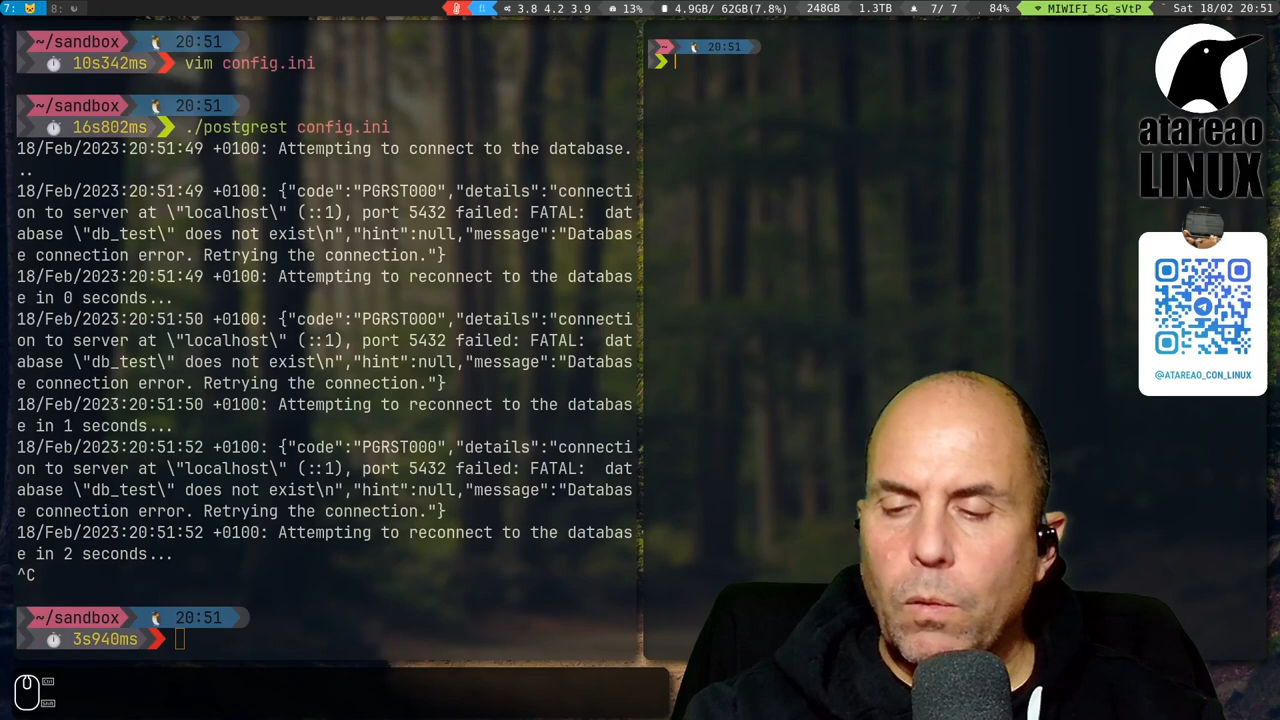 7: 8: 3.8 4.2 3.9 13% 4.9GB/ 62GB(7.8%) 248GB 1.3TB 7/ 7 . 84% MIWIFI 5G sVtP Sat 18/02 20:51
~/sandbox 20:51
10s342ms vim config.ini
~/sandbox 20:51
16s802ms ./postgrest config.ini
18/Feb/2023:20:51:49 +0100: Attempting to connect to the database.
..
18/Feb/2023:20:51:49 +0100: {"code":"PGRST000","details":"connecti
on to server at \"localhost\" (::1), port 5432 failed: FATAL:  dat
abase \"db_test\" does not exist\n","hint":null,"message":"Databas
e connection error. Retrying the connection."}
18/Feb/2023:20:51:49 +0100: Attempting to reconnect to the databas
e in 0 seconds...
18/Feb/2023:20:51:50 +0100: {"code":"PGRST000","details":"connecti
on to server at \"localhost\" (::1), port 5432 failed: FATAL:  dat
abase \"db_test\" does not exist\n","hint":null,"message":"Databas
e connection error. Retrying the connection."}
18/Feb/2023:20:51:50 +0100: Attempting to reconnect to the databas
e in 1 seconds...
18/Feb/2023:20:51:52 +0100: {"code":"PGRST000","details":"connecti
on to server at \"localhost\" (::1), port 5432 failed: FATAL:  dat
abase \"db_test\" does not exist\n","hint":null,"message":"Databas
e connection error. Retrying the connection."}
18/Feb/2023:20:51:52 +0100: Attempting to reconnect to the databas
e in 2 seconds...
^C
~/sandbox 20:51
3s940ms
~ 20:51
atareao
LINUX
@ATAREAO_CON_LINUX
Ctrl
Shift